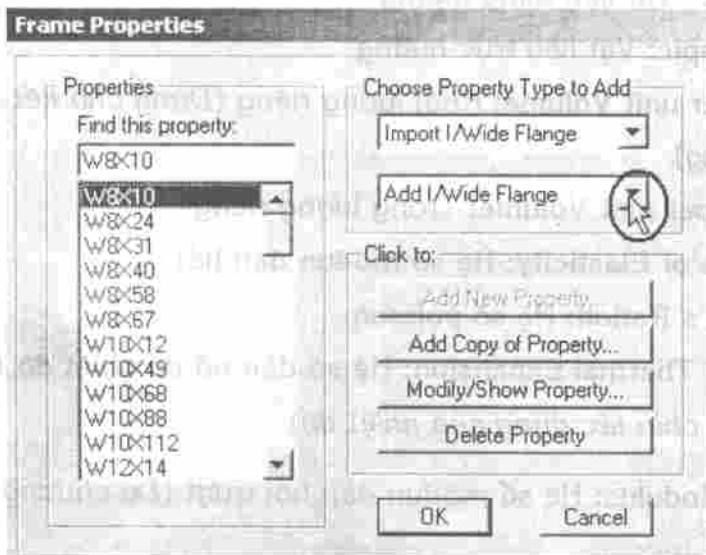 Frame Properties
Properties
Find this property:
W8X10
W8X10
W8X24
W8X31
W8X40
W8X58
W8X67
W10X12
W10X49
W10X68
W10X88
W10X112
W12X14
Choose Property Type to Add
Import I/Wide Flange
Add I/Wide Flange
Click to:
Add New Property...
Add Copy of Property...
Modify/Show Property...
Delete Property
OK
Cancel